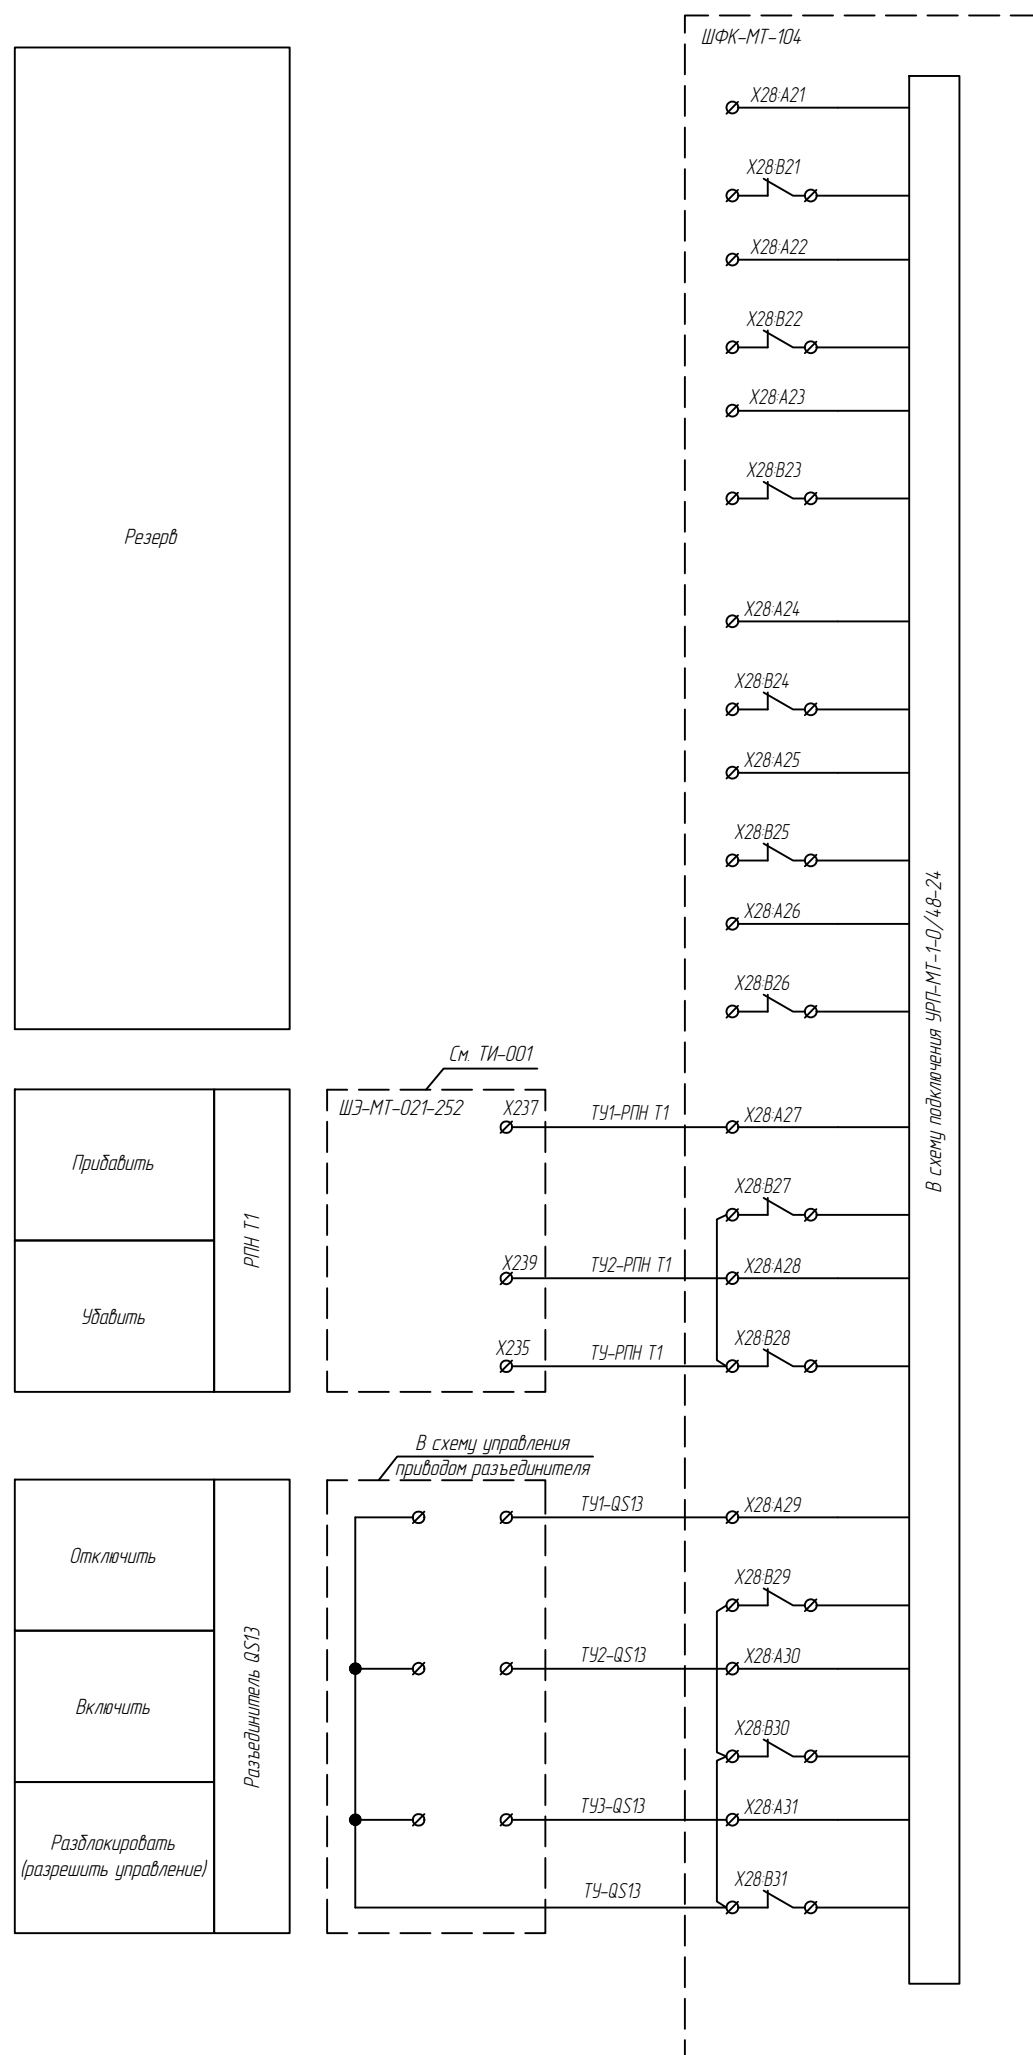 ШФК-МТ-104
X28:A21
X28:B21
X28:A22
X28:B22
X28:A23
X28:B23
Резерв
X28:A24
X28:B24
X28:A25
X28:B25
X28:A26
X28:B26
В схему подключения УРП-МТ-1-0/48-24
См. ТИ-001
ШЭ-МТ-021-252
X237
ТУ1-РПН Т1
X28:A27
Прибавить
X28:B27
РПН Т1
X239
ТУ2-РПН Т1
X28:A28
Убавить
X235
ТУ-РПН Т1
X28:B28
В схему управления
приводом разъединителя
ТУ1-QS13
X28:A29
Отключить
X28:B29
Разъединитель QS13
ТУ2-QS13
X28:A30
Включить
X28:B30
ТУ3-QS13
X28:A31
Разблокировать
(разрешить управление)
ТУ-QS13
X28:B31